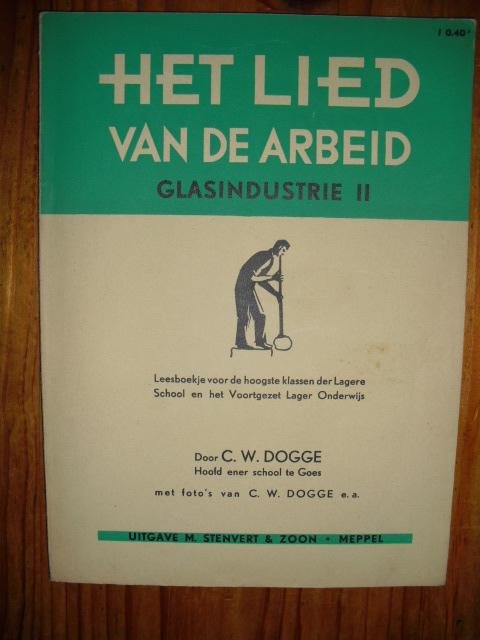 f 0.40*
HET LIED
VAN DE ARBEID
GLASINDUSTRIE II
Leesboekje voor de hoogste klassen der Lagere
School en het Voortgezet Lager Onderwijs
Door C. W. DOGGE
Hoofd ener school te Goes
met foto's van C. W. DOGGE e.a.
UITGAVE M. STENVERT & ZOON • MEPPEL